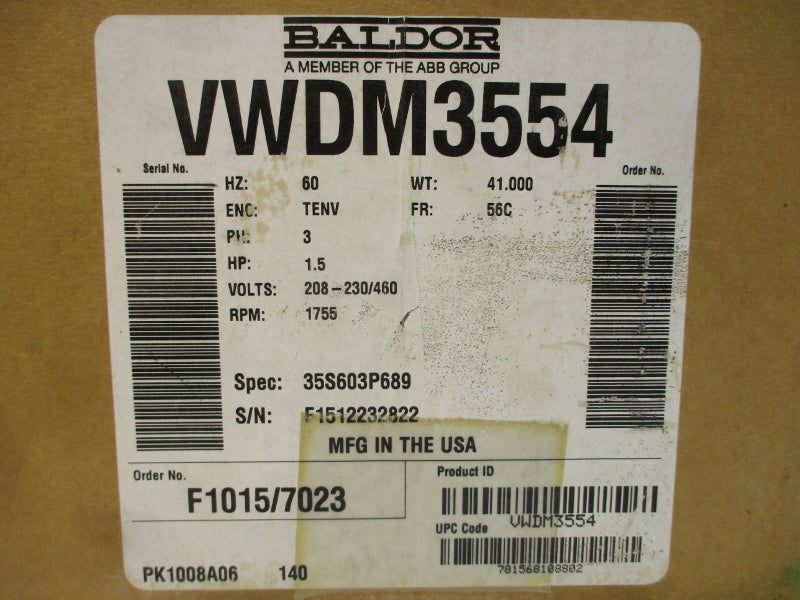 BALDOR
A MEMBER OF THE ABB GROUP
VWDM3554
Serial No. Order No.
HZ: 60 WT: 41.000
ENC: TENV FR: 56C
PH: 3
HP: 1.5
VOLTS: 208-230/460
RPM: 1755
Spec: 35S603P689
S/N: F1512232822
MFG IN THE USA
Order No. Product ID
F1015/7023
VWDM3554
UPC Code
781568108802
PK1008A06 140